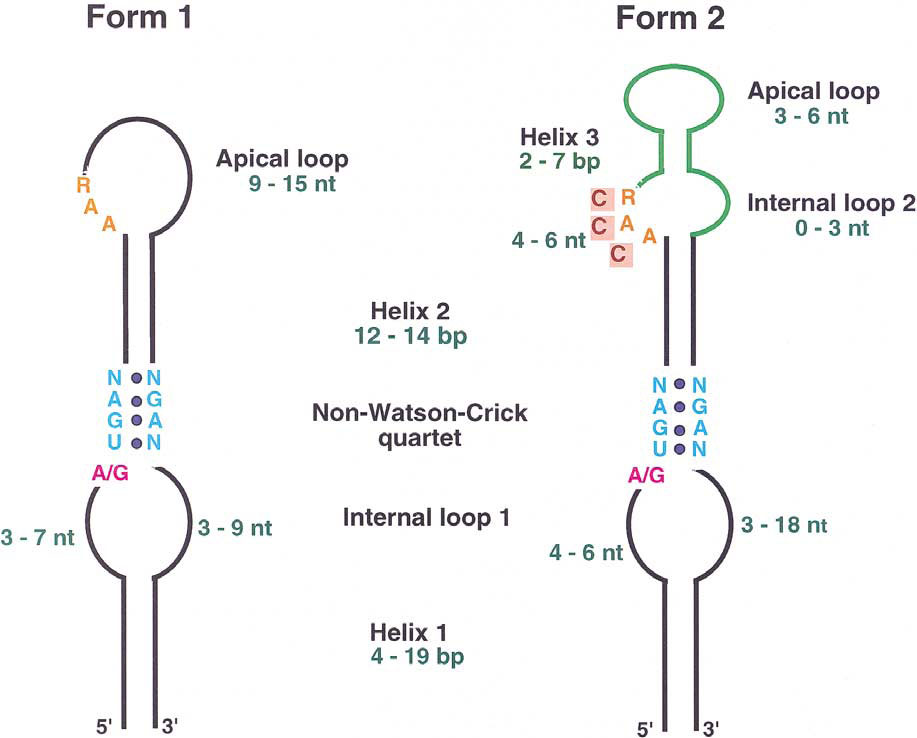 Form 1
Form 2
Apical loop
3 - 6 nt
Helix 3
2 - 7 bp
Apical loop
9 - 15 nt
R
A
A
C R
C A A
C
4 - 6 nt
Internal loop 2
0 - 3 nt
Helix 2
12 - 14 bp
N N
A G
G A
U N
N N
A G
G A
U N
Non-Watson-Crick
quartet
A/G
A/G
Internal loop 1
3 - 7 nt
3 - 9 nt
4 - 6 nt
3 - 18 nt
Helix 1
4 - 19 bp
5' 3'
5' 3'